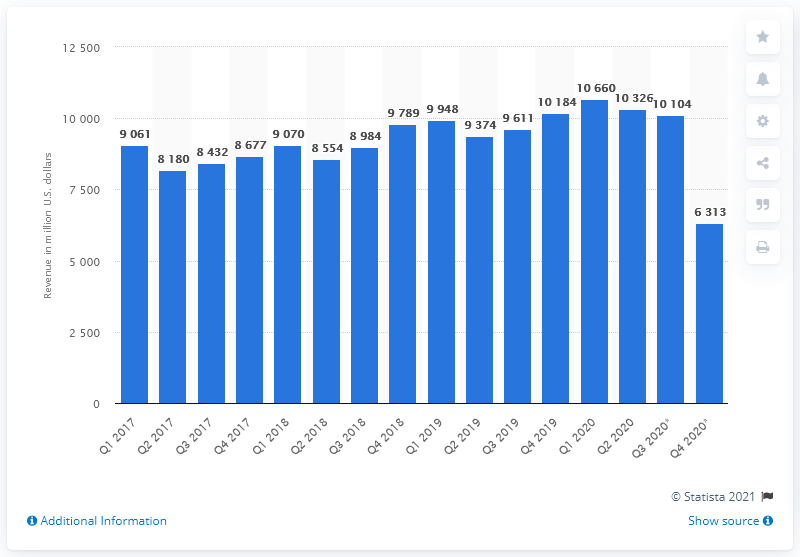 12 500
10 000
7 500
5 000
2 500
0
Revenue in million U.S. dollars
9 061
8 180
8 432
8 677
9 070
8 554
8 984
9 789
9 948
9 374
9 611
10 184
10 660
10 326
10 104
6 313
Q1 2017
Q2 2017
Q3 2017
Q4 2017
Q1 2018
Q2 2018
Q3 2018
Q4 2018
Q1 2019
Q2 2019
Q3 2019
Q4 2019
Q1 2020
Q2 2020
Q3 2020*
Q4 2020*
© Statista 2021
Additional Information
Show source